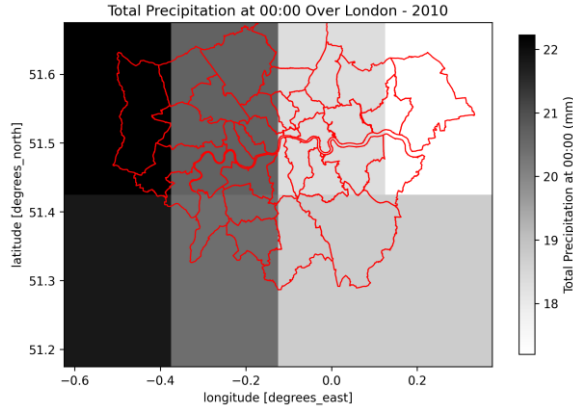 Total Precipitation at 00:00 Over London - 2010
51.6
51.5
51.4
51.3
51.2
latitude [degrees_north]
−0.6 −0.4 −0.2 0.0 0.2
longitude [degrees_east]
22
21
20
19
18
Total Precipitation at 00:00 (mm)